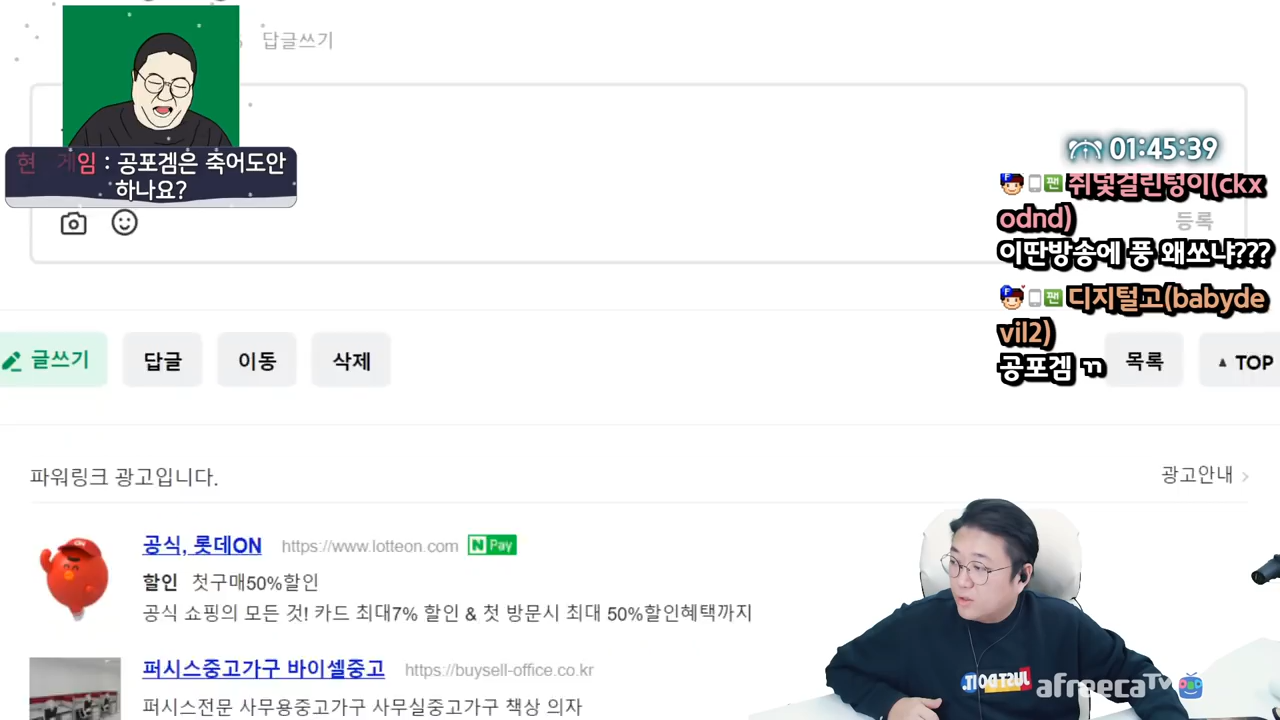 답글쓰기
현 게임 : 공포겜은 죽어도안
하나요?
01:45:39
F 팬 쥐덫걸린텅이(ckx
odnd)
등록
이딴방송에 풍 왜쏘냐???
F 팬 디지털고(babyde
vil2)
공포겜 ㄲ
글쓰기
답글
이동
삭제
목록
▲ TOP
파워링크 광고입니다.
광고안내 >
공식, 롯데ON https://www.lotteon.com N Pay
할인 첫구매50%할인
공식 쇼핑의 모든 것! 카드 최대7% 할인 & 첫 방문시 최대 50%할인혜택까지
퍼시스중고가구 바이셀중고 https://buysell-office.co.kr
퍼시스전문 사무용중고가구 사무실중고가구 책상 의자
JUST DO IT.
afreecaTV